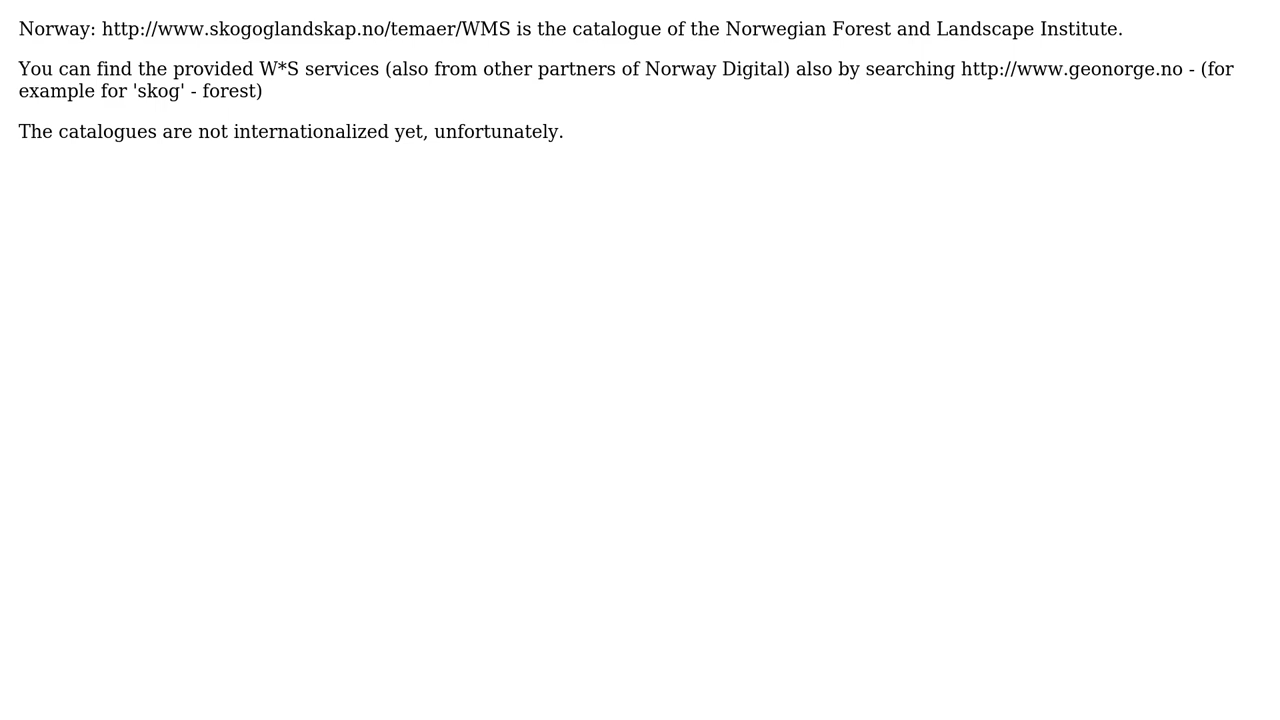 Norway: http://www.skogoglandskap.no/temaer/WMS is the catalogue of the Norwegian Forest and Landscape Institute.
You can find the provided W*S services (also from other partners of Norway Digital) also by searching http://www.geonorge.no - (for
example for 'skog' - forest)
The catalogues are not internationalized yet, unfortunately.